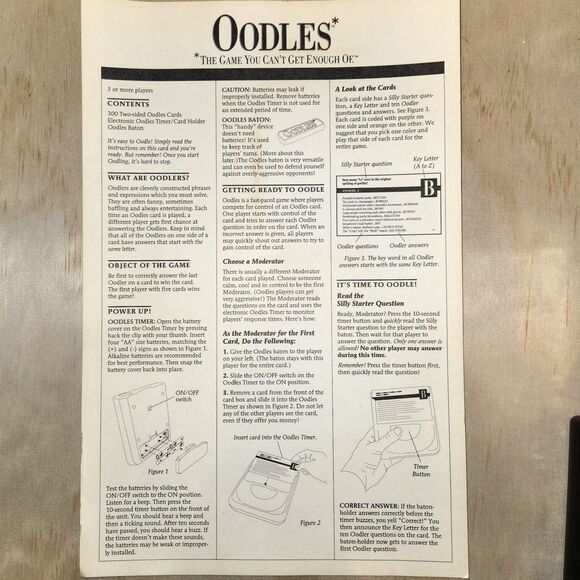 OODLES*™
*THE GAME YOU CAN'T GET ENOUGH OF.™
3 or more players
CONTENTS
300 Two-sided Oodles Cards
Electronic Oodles Timer/Card Holder
Oodles Baton
It's easy to Oodle! Simply read the
instructions on this card and you're
ready. But remember! Once you start
Oodling, it's hard to stop.
WHAT ARE OODLERS?
Oodlers are cleverly constructed phrases
and expressions which you must solve.
They are often funny, sometimes
baffling and always entertaining. Each
time an Oodles card is played, a
different player gets first chance at
answering the Oodlers. Keep in mind
that all of the Oodlers on one side of a
card have answers that start with the
same letter.
OBJECT OF THE GAME
Be first to correctly answer the last
Oodler on a card to win the card.
The first player with five cards wins
the game!
POWER UP!
OODLES TIMER: Open the battery
cover on the Oodles Timer by pressing
back the clip with your thumb. Insert
four "AA" size batteries, matching the
(+) and (-) signs as shown in Figure 1.
Alkaline batteries are recommended
for best performance. Then snap the
battery cover back into place.
ON/OFF
switch
Figure 1
Test the batteries by sliding the
ON/OFF switch to the ON position.
Listen for a beep. Then press the
10-second timer button on the front of
the unit. You should hear a beep and
then a ticking sound. After ten seconds
have passed, you should hear a buzz. If
the timer doesn't make these sounds,
the batteries may be weak or improper-
ly installed.
CAUTION: Batteries may leak if
improperly installed. Remove batteries
when the Oodles Timer is not used for
an extended period of time.
OODLES BATON:
This "handy" device
doesn't need
batteries! It's used
to keep track
of players'
turns. (More about this
later.) The Oodles baton is very versatile
and can even be used to defend yourself
against overly-aggressive opponents!
OODLES
GETTING READY TO OODLE
Oodles is a fast-paced game where players
compete for control of an Oodles card.
One player starts with control of the
card and tries to answer each Oodler
question in order on the card. When an
incorrect answer is given, all players
may quickly shout out answers to try to
gain control of the card.
Choose a Moderator
There is usually a different Moderator
for each card played. Choose someone
calm, cool and to control to be the first
Moderator. (Oodles players can get
very aggressive!) The Moderator reads
the questions on the card and uses the
electronic Oodles Timer to monitor
players' response times. Here's how:
As the Moderator for the First
Card, Do the Following:
1. Give the Oodles baton to the player
on your left. (The baton stays with this
player for the entire card.)
2. Slide the ON/OFF switch on the
Oodles Timer to the ON position.
3. Remove a card from the front of the
card box and slide it into the Oodles
Timer as shown in Figure 2. Do not let
any of the other players see the card,
even if they offer you money!
Insert card into the Oodles Timer.
Figure 2
A Look at the Cards
Each card side has a Silly Starter ques-
tion, a Key Letter and ten Oodler
questions and answers. See Figure 3.
Each card is coded with purple on
one side and orange on the other. We
suggest that you pick one color and
play that side of each card for the
entire game.
Silly Starter question
Key Letter
(A to Z)
B
Oodler questions
Oodler answers
Figure 3. The key word in all Oodler
answers starts with the same Key Letter.
IT'S TIME TO OODLE!
Read the
Silly Starter Question
Ready, Moderator? Press the 10-second
timer button and quickly read the Silly
Starter question to the player with the
baton. Then wait for that player to
answer the question. Only one answer is
allowed! No other player may answer
during this time.
Remember! Press the timer button first,
then quickly read the question!
B
Timer
Button
CORRECT ANSWER: If the baton-
holder answers correctly before the
timer buzzes, you yell "Correct!" You
then announce the Key Letter for the
ten Oodler questions on the card. The
baton-holder now gets to answer the
first Oodler question.